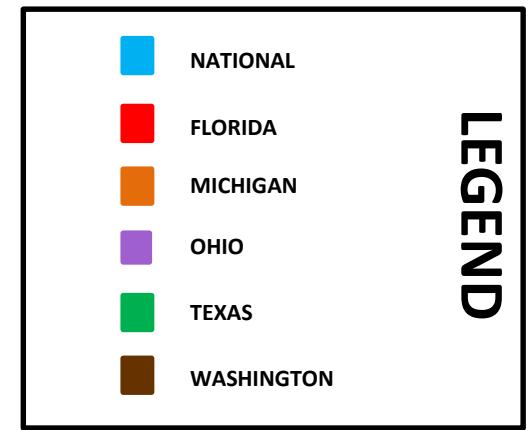 NATIONAL
FLORIDA
MICHIGAN
OHIO
TEXAS
WASHINGTON
LEGEND